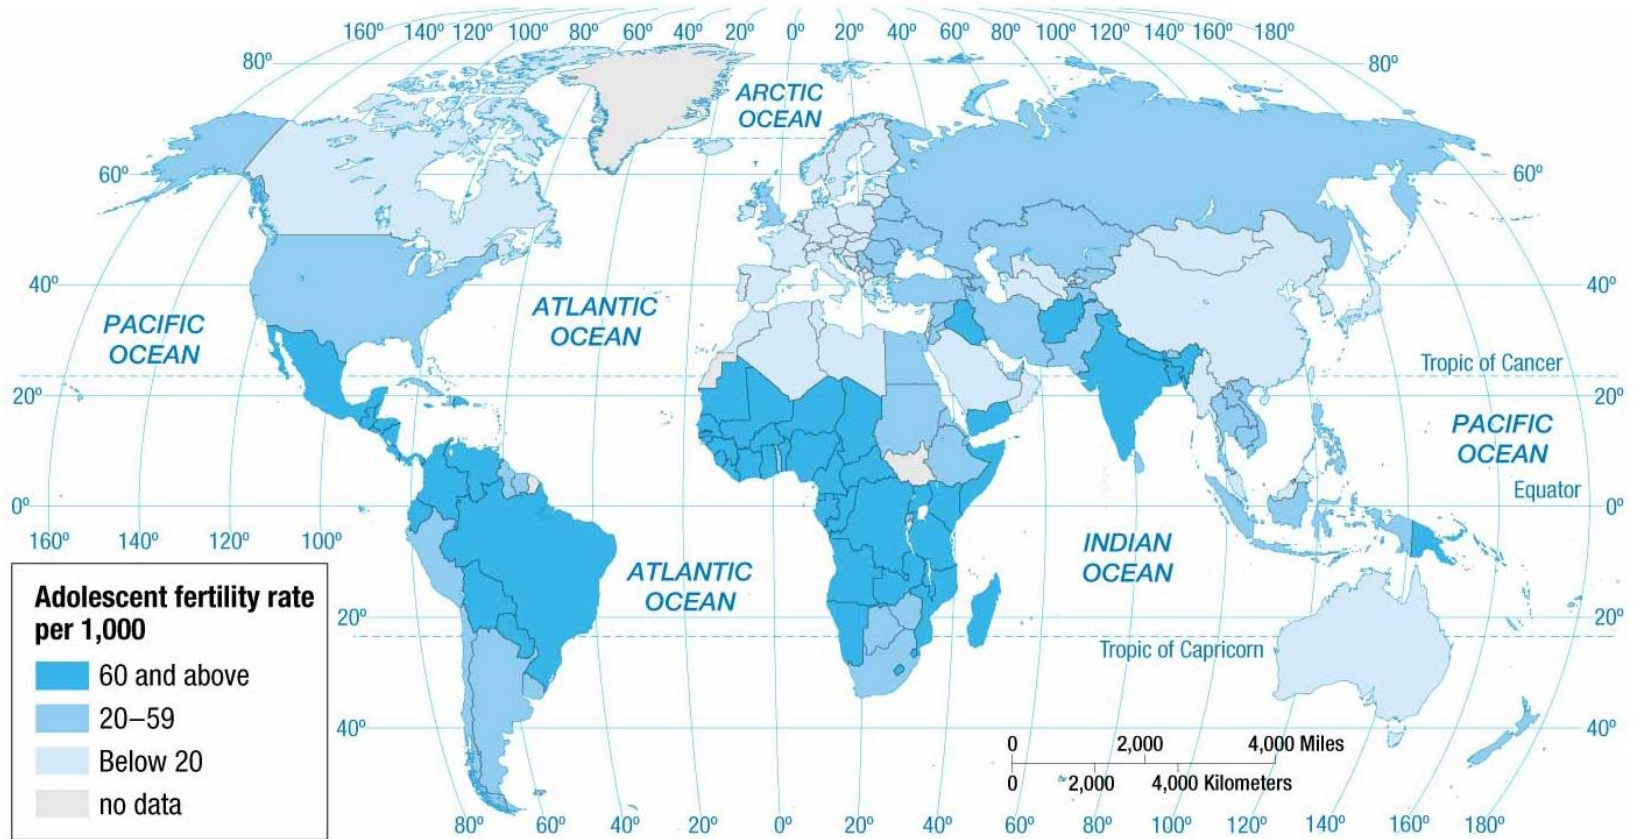 160º 140º 120º 100º 80º 60º 40º 20º 0º 20º 40º 60º 80º 100º 120º 140º 160º 180º
80º 80º
ARCTIC
OCEAN
60º 60º
40º 40º
PACIFIC
OCEAN
ATLANTIC
OCEAN
Tropic of Cancer
20º 20º
PACIFIC
OCEAN
Equator
0º 0º
160º 140º 120º 100º
INDIAN
OCEAN
ATLANTIC
OCEAN
Adolescent fertility rate
per 1,000
60 and above
20–59
Below 20
no data
20º 20º
Tropic of Capricorn
40º 40º
0 2,000 4,000 Miles
0 2,000 4,000 Kilometers
80º 60º 40º 20º 0º 20º 40º 60º 80º 100º 120º 140º 160º 180º